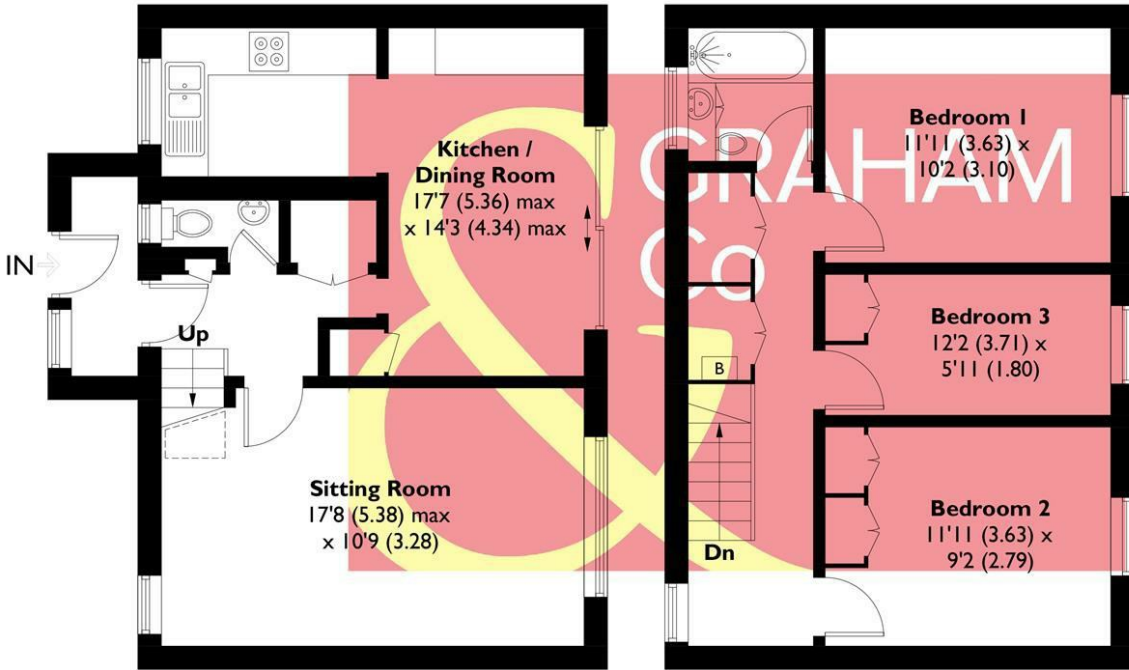 IN
Kitchen /
Dining Room
17'7 (5.36) max
x 14'3 (4.34) max
Up
Sitting Room
17'8 (5.38) max
x 10'9 (3.28)
&
GRAHAM
Co
Bedroom 1
11'11 (3.63) x
10'2 (3.10)
Bedroom 3
12'2 (3.71) x
5'11 (1.80)
B
Bedroom 2
11'11 (3.63) x
9'2 (2.79)
Dn